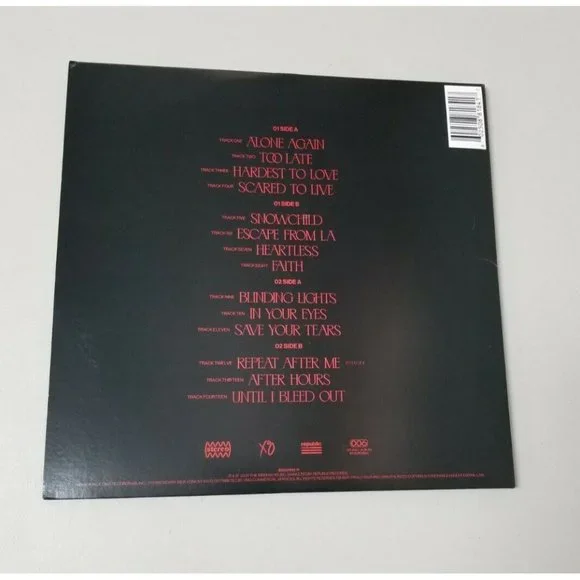 01 SIDE A
TRACK ONE ALONE AGAIN
TRACK TWO TOO LATE
TRACK THREE HARDEST TO LOVE
TRACK FOUR SCARED TO LIVE
01 SIDE B
TRACK FIVE SNOWCHILD
TRACK SIX ESCAPE FROM LA
TRACK SEVEN HEARTLESS
TRACK EIGHT FAITH
02 SIDE A
TRACK NINE BLINDING LIGHTS
TRACK TEN IN YOUR EYES
TRACK ELEVEN SAVE YOUR TEARS
02 SIDE B
TRACK TWELVE REPEAT AFTER ME
TRACK THIRTEEN AFTER HOURS
TRACK FOURTEEN UNTIL I BLEED OUT
stereo XO republic